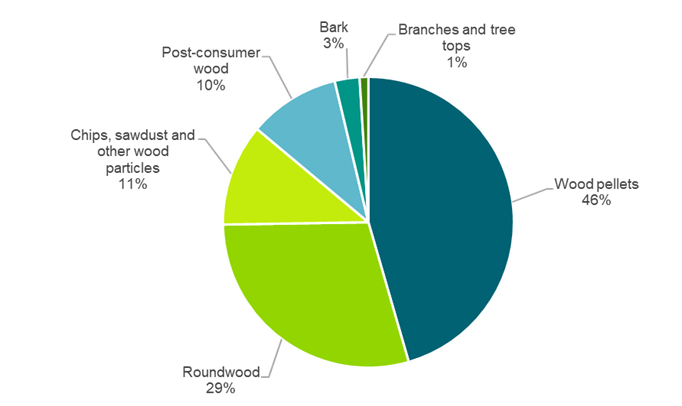 Bark
3%
Branches and tree
tops
1%
Post-consumer
wood
10%
Chips, sawdust and
other wood
particles
11%
Wood pellets
46%
Roundwood
29%